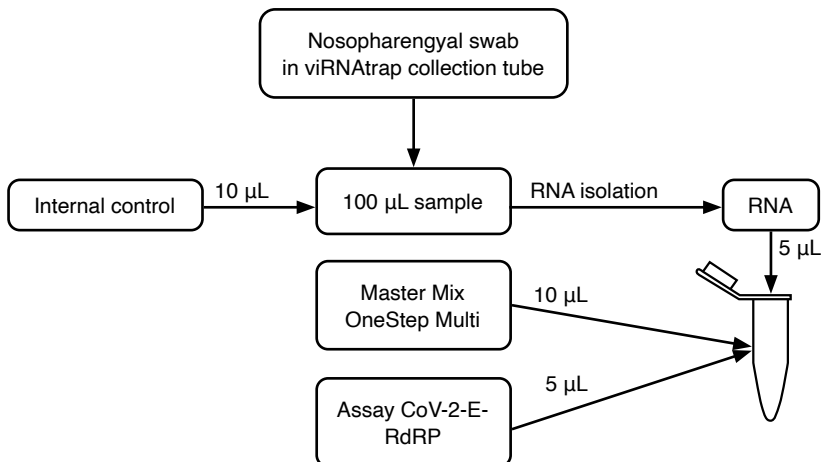 Nosopharengyal swab
in viRNAtrap collection tube
Internal control
10 µL
100 µL sample
RNA isolation
RNA
5 µL
Master Mix
OneStep Multi
10 µL
Assay CoV-2-E-
RdRP
5 µL